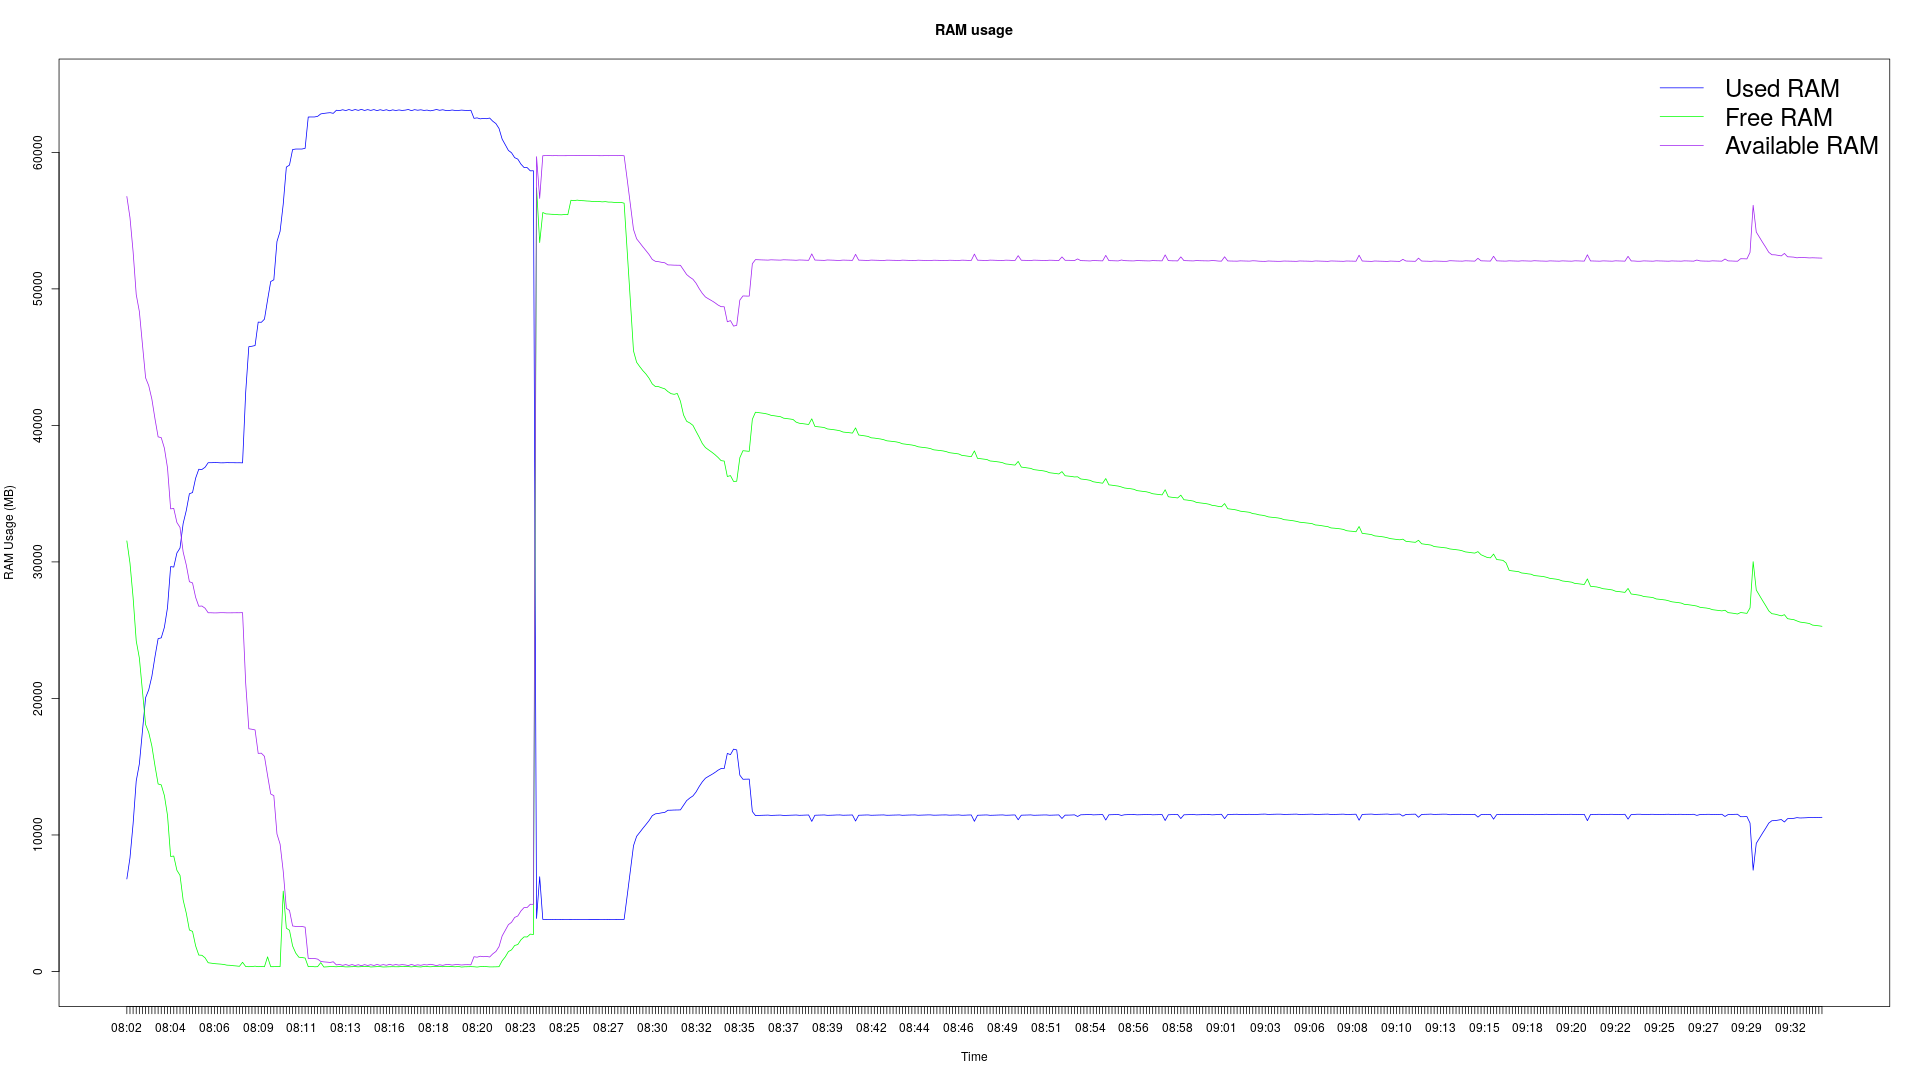 RAM usage
Used RAM
Free RAM
Available RAM
RAM Usage (MB)
60000
50000
40000
30000
20000
10000
0
08:02 08:04 08:06 08:09 08:11 08:13 08:16 08:18 08:20 08:23 08:25 08:27 08:30 08:32 08:35 08:37 08:39 08:42 08:44 08:46 08:49 08:51 08:54 08:56 08:58 09:01 09:03 09:06 09:08 09:10 09:13 09:15 09:18 09:20 09:22 09:25 09:27 09:29 09:32
Time